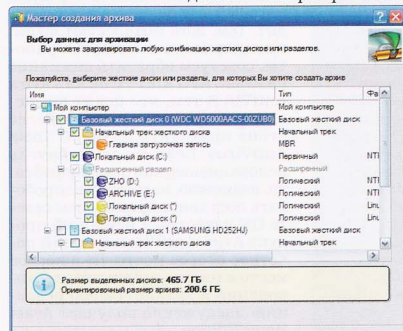 Мастер создания архива
Выбор данных для архивации
Вы можете заархивировать любую комбинацию жестких дисков или разделов.
Пожалуйста, выберите жесткие диски или разделы, для которых Вы хотите создать архив
Имя Тип
Мой компьютер Мой компьютер
Базовый жесткий диск 0 (WDC WD5000AACS-00ZUB0) Базовый жесткий диск
Начальный трек жесткого диска Начальный трек
Главная загрузочная запись MBR
Локальный диск (C:) Первичный
Расширенный раздел Расширенный
ZHO (D:) Логический
ARCHIVE (E:) Логический
Локальный диск (*) Логический
Локальный диск (*) Логический
Базовый жесткий диск 1 (SAMSUNG HD252HJ) Базовый жесткий диск
Начальный трек жесткого диска Начальный трек
Размер выделенных дисков: 465.7 ГБ
Ориентировочный размер архива: 200.6 ГБ